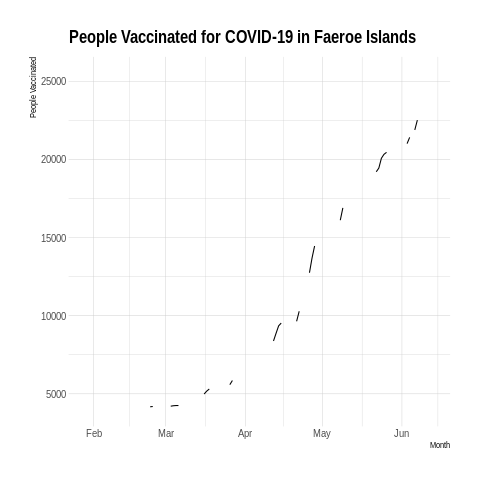 People Vaccinated for COVID-19 in Faeroe Islands
People Vaccinated
25000
20000
15000
10000
5000
Feb Mar Apr May Jun
Month